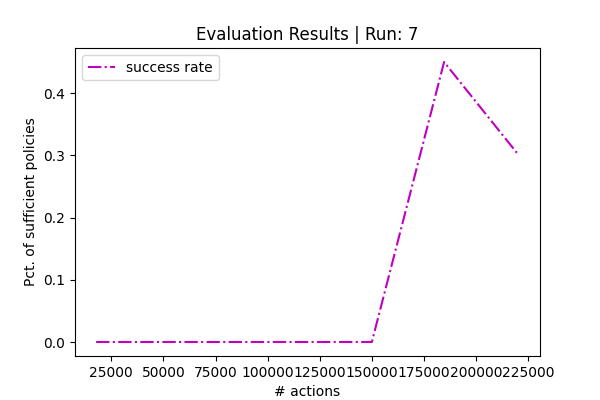 Evaluation Results | Run: 7
success rate
Pct. of sufficient policies
0.4
0.3
0.2
0.1
0.0
25000 50000 75000 100000 125000 150000 175000 200000 225000
# actions